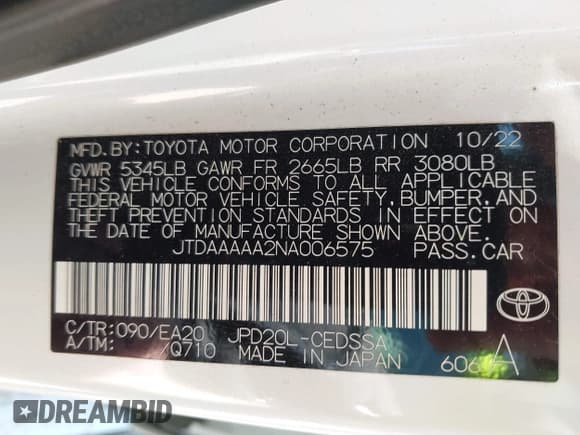 MFD.BY:TOYOTA MOTOR CORPORATION 10/22
GVWR 5345LB GAWR FR 2665LB RR 3080LB
THIS VEHICLE CONFORMS TO ALL APPLICABLE
FEDERAL MOTOR VEHICLE SAFETY, BUMPER, AND
THEFT PREVENTION STANDARDS IN EFFECT ON
THE DATE OF MANUFACTURE SHOWN ABOVE.
JTDAAAAA2NA006575 PASS.CAR
C/TR:090/EA20 JPD20L-CEDSSA
A/TM: /Q710 MADE IN JAPAN 606 A
TOYOTA
DREAMBID